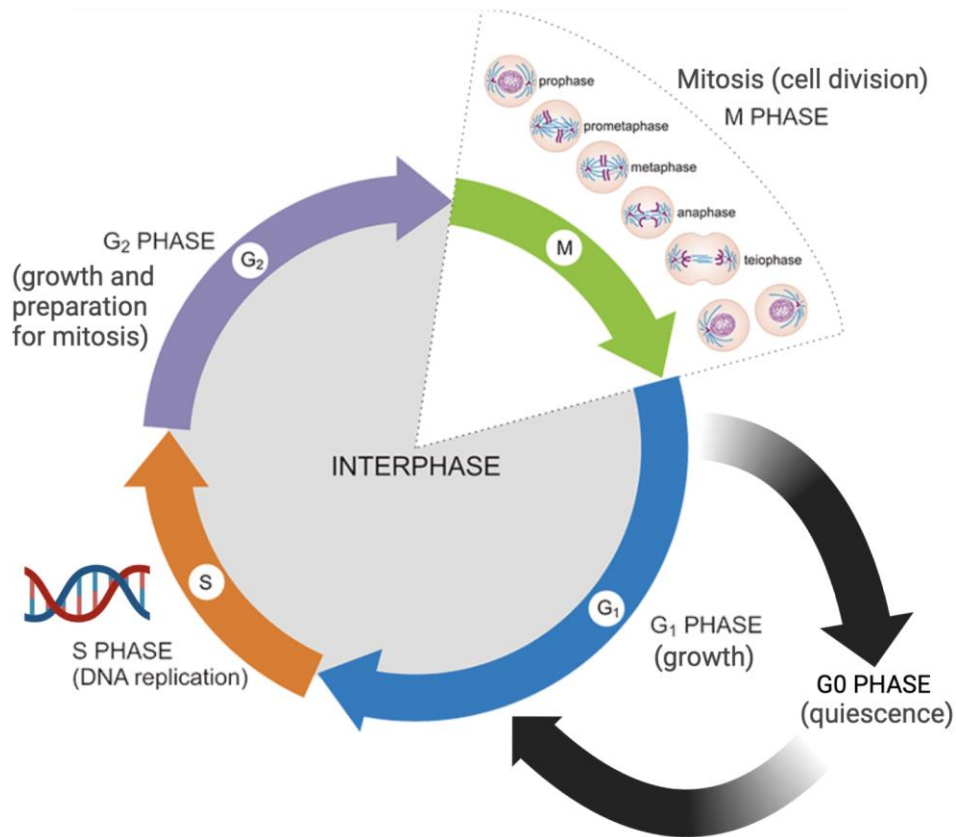 Mitosis (cell division)
M PHASE
prophase
prometaphase
metaphase
anaphase
teiophase
M
G₂ PHASE
(growth and
preparation
for mitosis)
G₂
INTERPHASE
S
S PHASE
(DNA replication)
G₁
G₁ PHASE
(growth)
G0 PHASE
(quiescence)